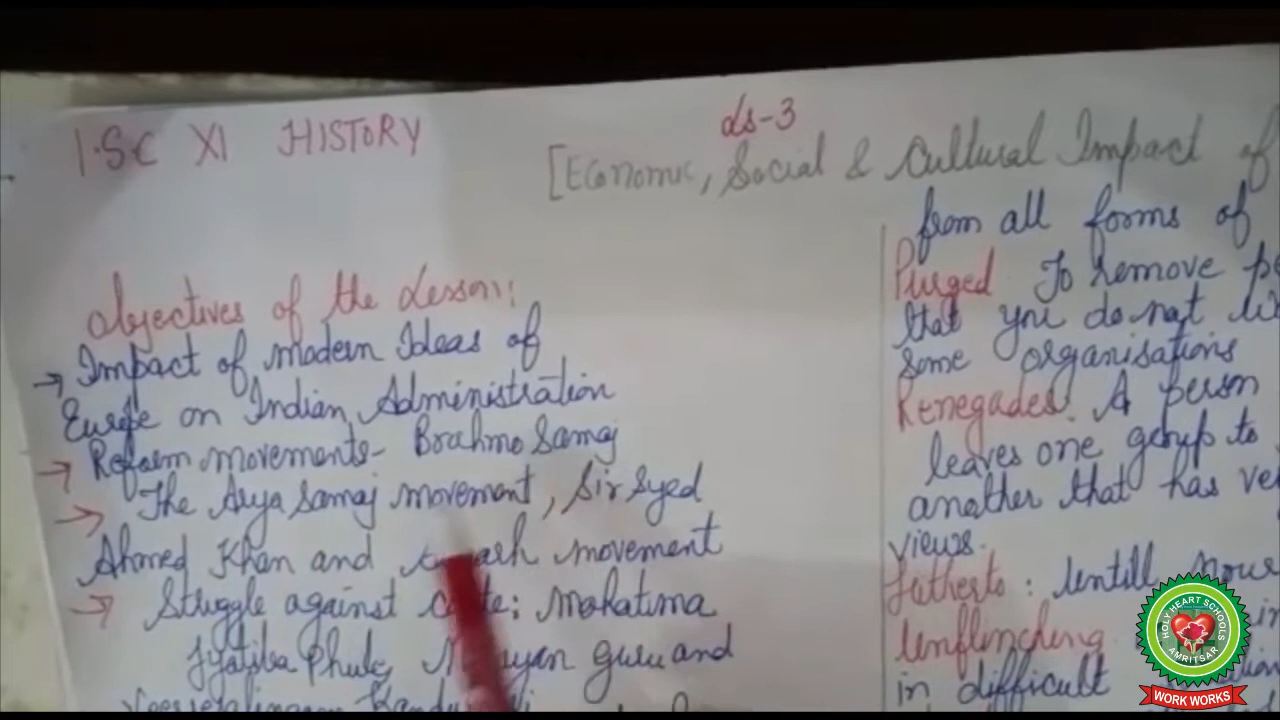 I.SC XI HISTORY
Ls-3
[Economic, Social & Cultural Impact of
Objectives of the Lesson:
→ Impact of modern Ideas of
Europe on Indian Administration
→ Reform movements- Brahmo Samaj
→ The Arya Samaj movement, Sir Syed
Ahmed Khan and movement
→ Struggle against : Mahatma
Jyotiba Phule, guru and
Veeresalingam
from all forms of
Purged To remove
that you do not
some organisations
Renegades: A person
leaves one group to
another that has
views.
: Untill
Unflinching
in difficult
HOLY HEART SCHOOLS
AMRITSAR
WORK WORKS